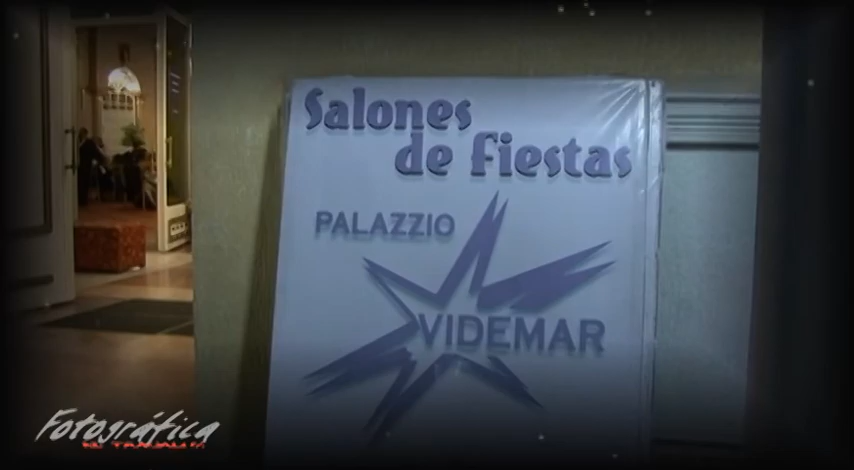 Salones
de Fiestas
PALAZZIO
VIDEMAR
Fotográfica